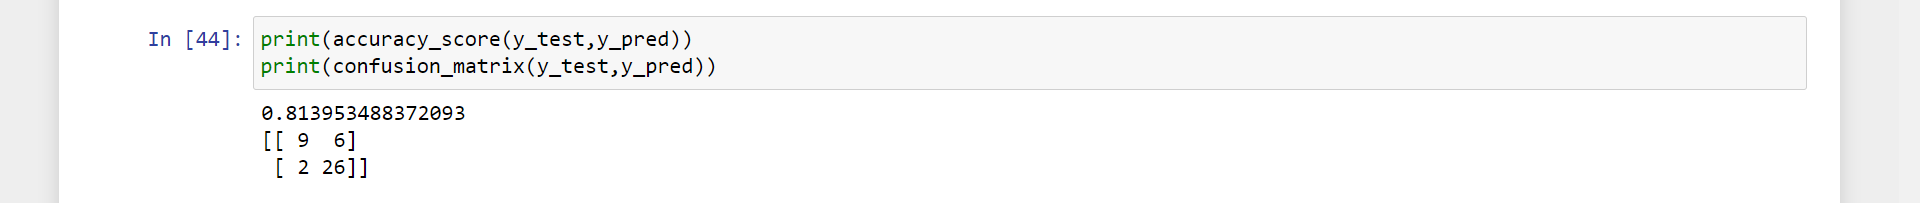 In [44]: print(accuracy_score(y_test,y_pred))
print(confusion_matrix(y_test,y_pred))
0.813953488372093
[[ 9  6]
 [ 2 26]]